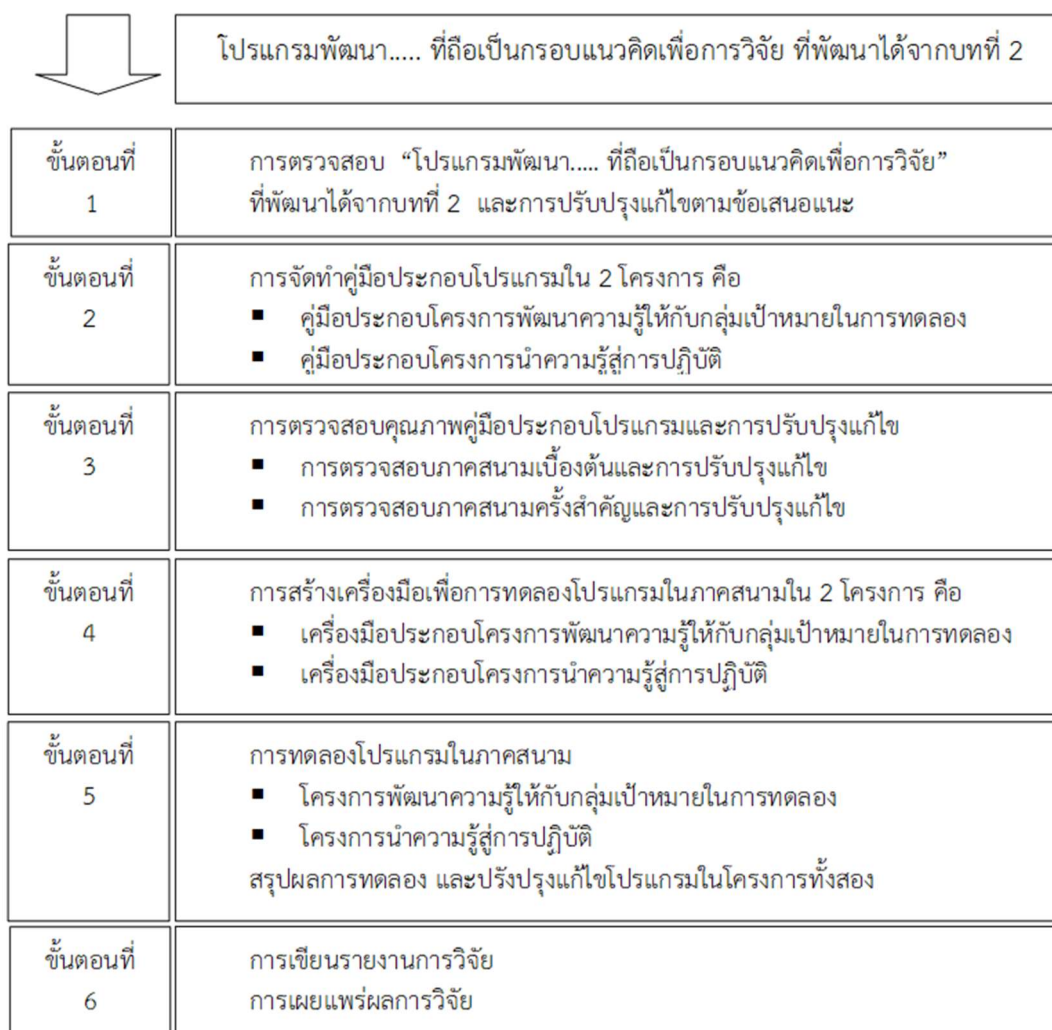 โปรแกรมพัฒนา..... ที่ถือเป็นกรอบแนวคิดเพื่อการวิจัย ที่พัฒนาได้จากบทที่ 2
ขั้นตอนที่
1
การตรวจสอบ “โปรแกรมพัฒนา..... ที่ถือเป็นกรอบแนวคิดเพื่อการวิจัย”
ที่พัฒนาได้จากบทที่ 2 และการปรับปรุงแก้ไขตามข้อเสนอแนะ
ขั้นตอนที่
2
การจัดทำคู่มือประกอบโปรแกรมใน 2 โครงการ คือ
▪ คู่มือประกอบโครงการพัฒนาความรู้ให้กับกลุ่มเป้าหมายในการทดลอง
▪ คู่มือประกอบโครงการนำความรู้สู่การปฏิบัติ
ขั้นตอนที่
3
การตรวจสอบคุณภาพคู่มือประกอบโปรแกรมและการปรับปรุงแก้ไข
▪ การตรวจสอบภาคสนามเบื้องต้นและการปรับปรุงแก้ไข
▪ การตรวจสอบภาคสนามครั้งสำคัญและการปรับปรุงแก้ไข
ขั้นตอนที่
4
การสร้างเครื่องมือเพื่อการทดลองโปรแกรมในภาคสนามใน 2 โครงการ คือ
▪ เครื่องมือประกอบโครงการพัฒนาความรู้ให้กับกลุ่มเป้าหมายในการทดลอง
▪ เครื่องมือประกอบโครงการนำความรู้สู่การปฏิบัติ
ขั้นตอนที่
5
การทดลองโปรแกรมในภาคสนาม
▪ โครงการพัฒนาความรู้ให้กับกลุ่มเป้าหมายในการทดลอง
▪ โครงการนำความรู้สู่การปฏิบัติ
สรุปผลการทดลอง และปรังปรุงแก้ไขโปรแกรมในโครงการทั้งสอง
ขั้นตอนที่
6
การเขียนรายงานการวิจัย
การเผยแพร่ผลการวิจัย